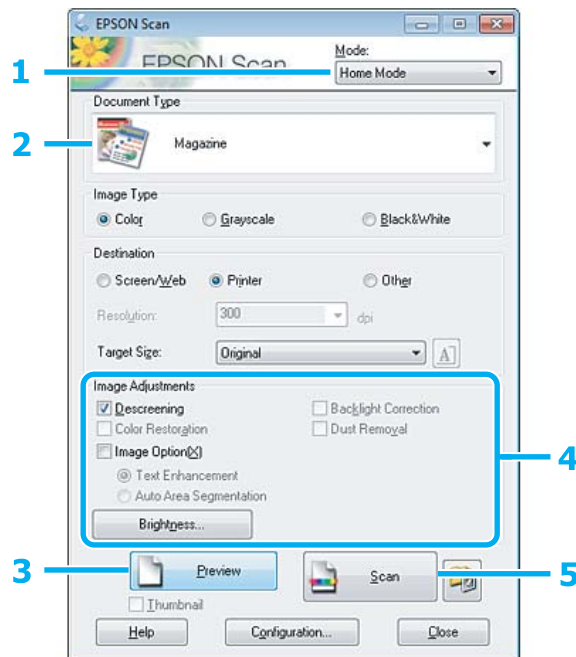 EPSON Scan
EPSON Scan
Mode:
1
Home Mode
Document Type
2
Magazine
Image Type
Color Grayscale Black&White
Destination
Screen/Web Printer Other
Resolution: 300 dpi
Target Size: Original A
Image Adjustments
Descreening Backlight Correction
Color Restoration Dust Removal
Image Option(X)
4
Text Enhancement
Auto Area Segmentation
Brightness...
3 Preview Scan 5
Thumbnail
Help Configuration... Close